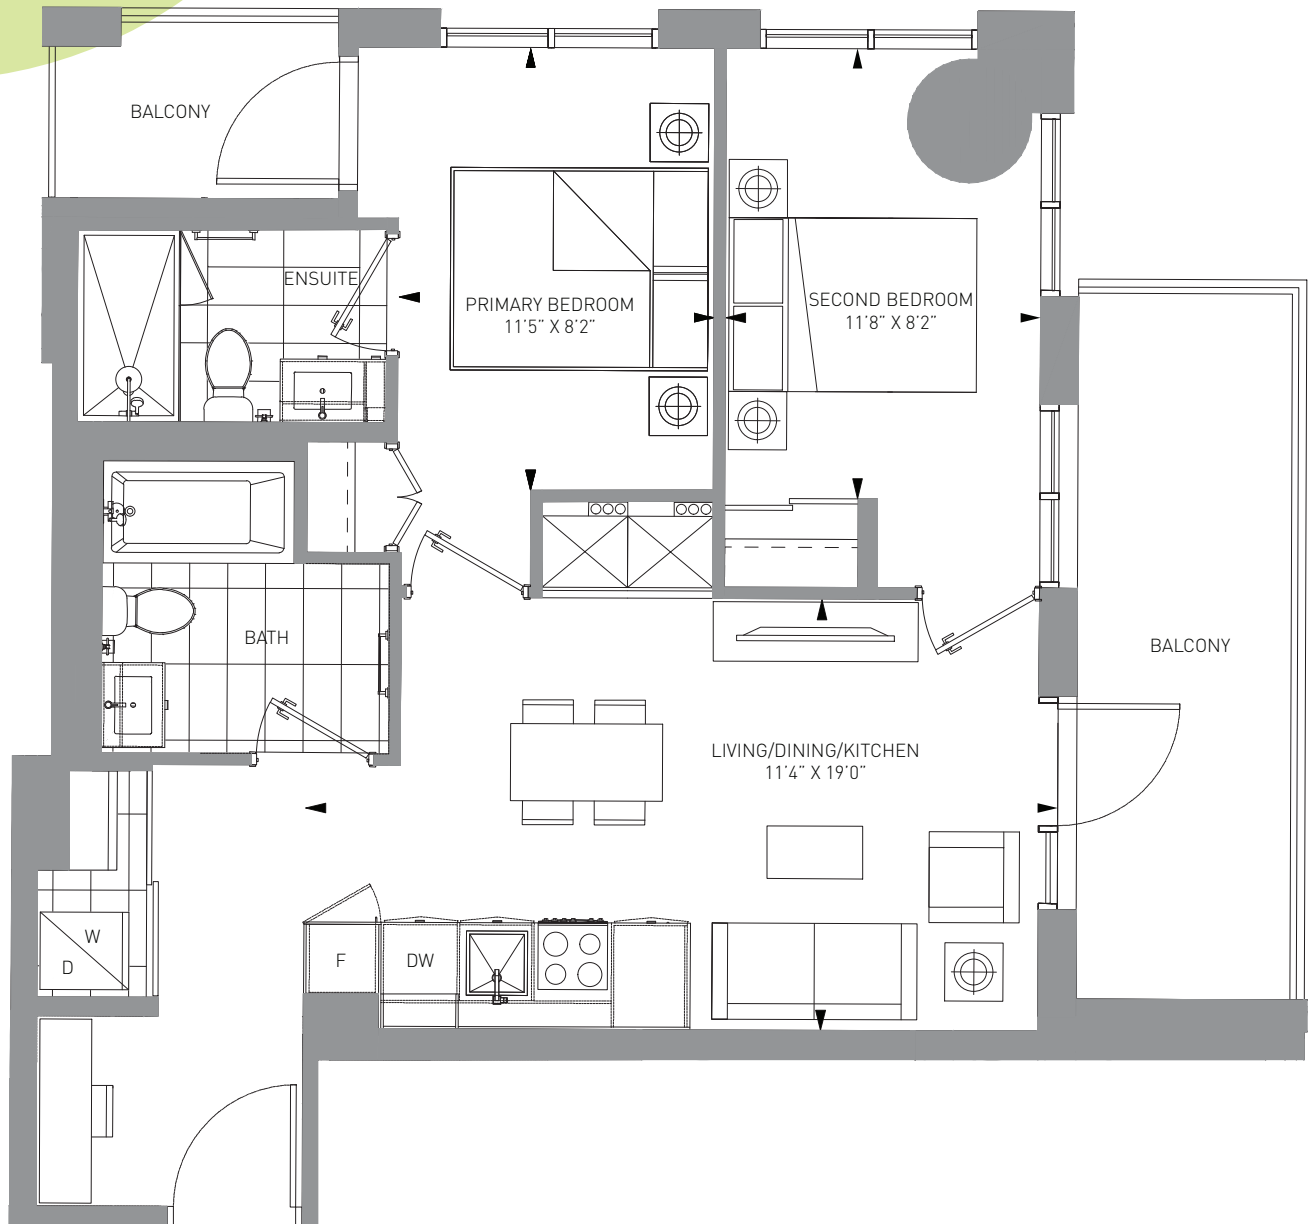 BALCONY
ENSUITE
PRIMARY BEDROOM
11'5" X 8'2"
SECOND BEDROOM
11'8" X 8'2"
BATH
BALCONY
LIVING/DINING/KITCHEN
11'4" X 19'0"
W
D
F
DW